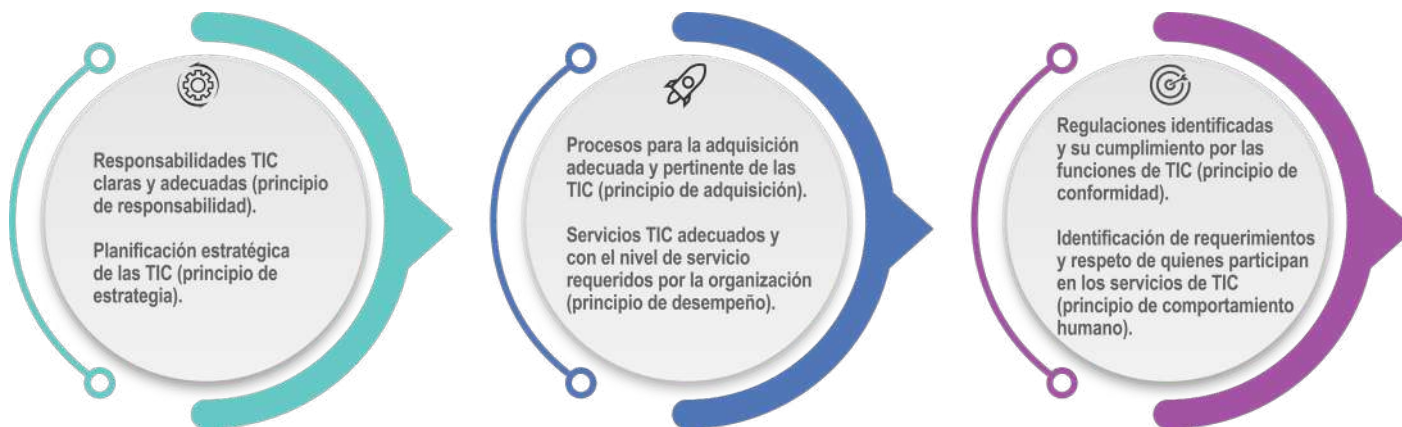 Responsabilidades TIC
claras y adecuadas (principio
de responsabilidad).
Planificación estratégica
de las TIC (principio de
estrategia).
Procesos para la adquisición
adecuada y pertinente de las
TIC (principio de adquisición).
Servicios TIC adecuados y
con el nivel de servicio
requeridos por la organización
(principio de desempeño).
Regulaciones identificadas
y su cumplimiento por las
funciones de TIC (principio de
conformidad).
Identificación de requerimientos
y respeto de quienes participan
en los servicios de TIC
(principio de comportamiento
humano).